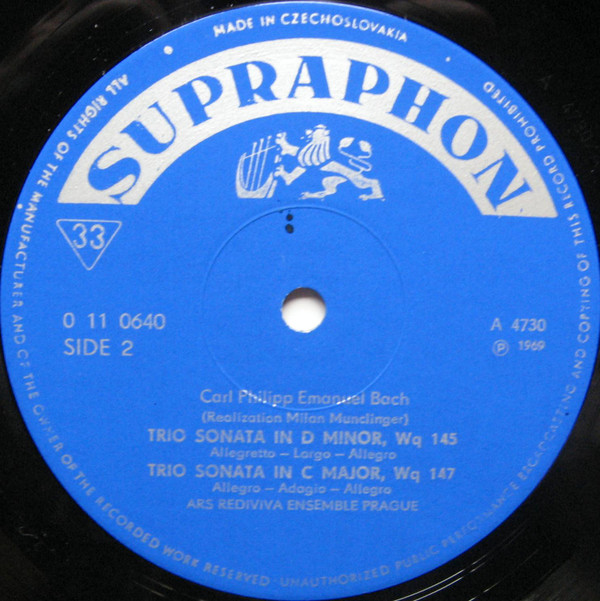 MADE IN CZECHOSLOVAKIA
ALL RIGHTS OF THE MANUFACTURER AND OF THE OWNER OF THE RECORDED WORK RESERVED · UNAUTHORIZED PUBLIC PERFORMANCE BROADCASTING AND COPYING OF THIS RECORD PROHIBITED
SUPRAPHON
33
0 11 0640
SIDE 2
A 4730
Ⓟ 1969
Carl Philipp Emanuel Bach
(Realization Milan Munclinger)
TRIO SONATA IN D MINOR, Wq 145
Allegretto – Largo – Allegro
TRIO SONATA IN C MAJOR, Wq 147
Allegro – Adagio – Allegro
ARS REDIVIVA ENSEMBLE PRAGUE